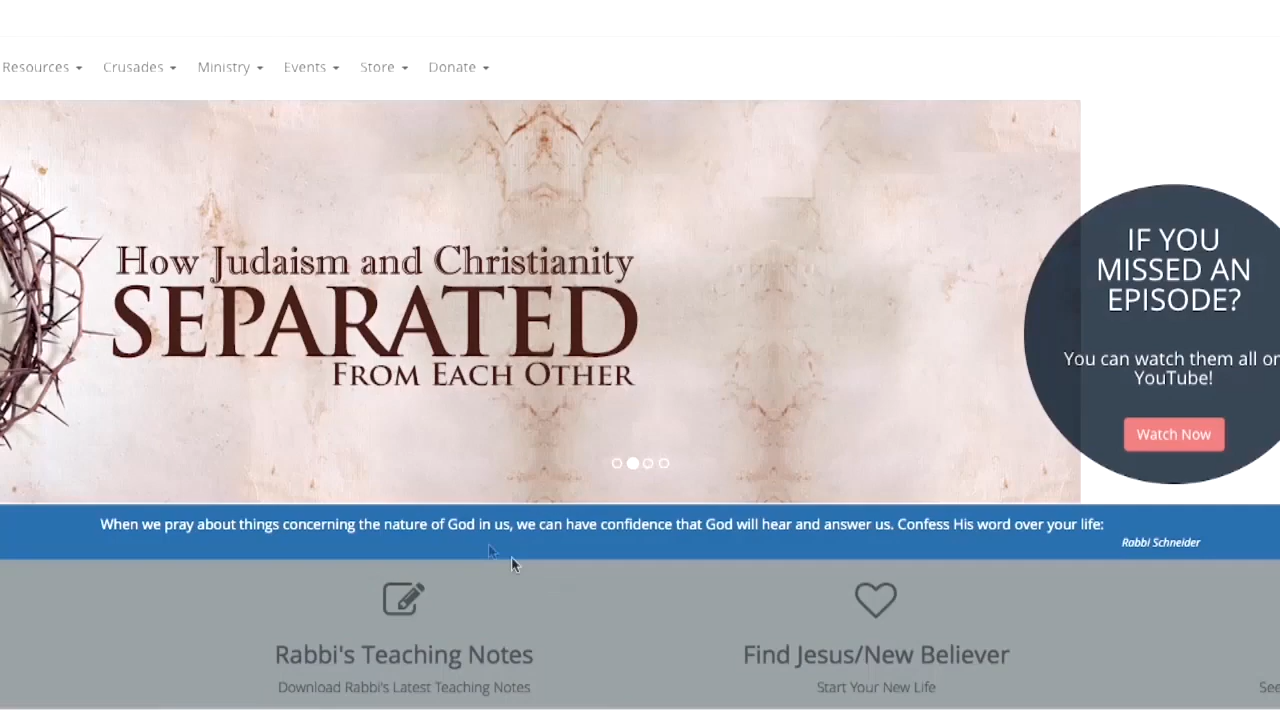 Resources Crusades Ministry Events Store Donate
How Judaism and Christianity
SEPARATED
FROM EACH OTHER
IF YOU
MISSED AN
EPISODE?
You can watch them all on
YouTube!
Watch Now
When we pray about things concerning the nature of God in us, we can have confidence that God will hear and answer us. Confess His word over your life:
Rabbi Schneider
Rabbi's Teaching Notes
Download Rabbi's Latest Teaching Notes
Find Jesus/New Believer
Start Your New Life
See